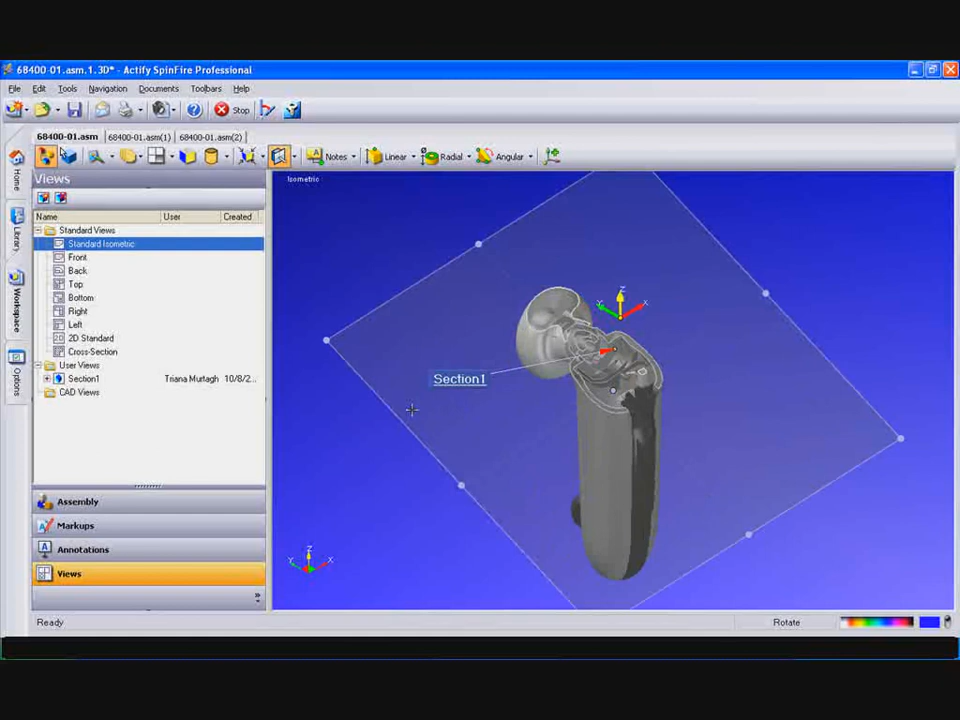 68400-01.asm.1.3D* - Actify SpinFire Professional
File Edit Tools Navigation Documents Toolbars Help
Stop
68400-01.asm 68400-01.asm(1) 68400-01.asm(2)
Notes Linear Radial Angular
Home
Library
Workspace
Options
Views
Name User Created
Standard Views
Standard Isometric
Front
Back
Top
Bottom
Right
Left
2D Standard
Cross-Section
User Views
Section1 Triana Murtagh 10/8/2...
CAD Views
Assembly
Markups
Annotations
Views
»
Isometric
Z
Y X
Section1
Z
Y X
Ready Rotate